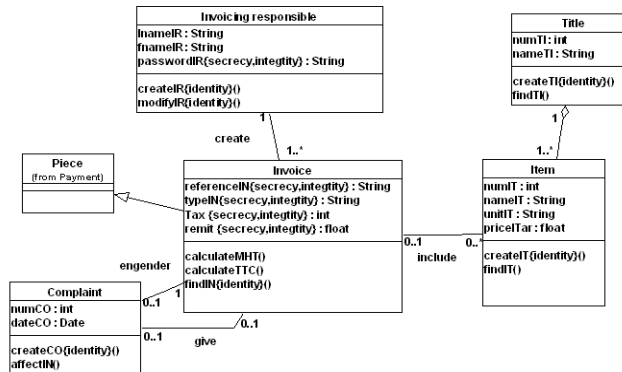 Invoicing responsible
lnameIR : String
fnameIR : String
passwordIR{secrecy,integtity} : String
createIR{identity}()
modifyIR{identity}()
1
create
1..*
Title
numTI : int
nameTI : String
createTI{identity}()
findTI()
1
1..*
Piece
(from Payment)
Invoice
referenceIN{secrecy,integtity} : String
typeIN{secrecy,integtity} : String
Tax {secrecy,integtity} : int
remit {secrecy,integtity} : float
calculateMHT()
calculateTTC()
findIN{identity}()
0..1
0..*
include
Item
numIT : int
nameIT : String
unitIT : String
priceITar : float
createIT{identity}()
findIT()
engender
0..1
1
Complaint
numCO : int
dateCO : Date
createCO{identity}()
affectIN()
0..1
0..1
give